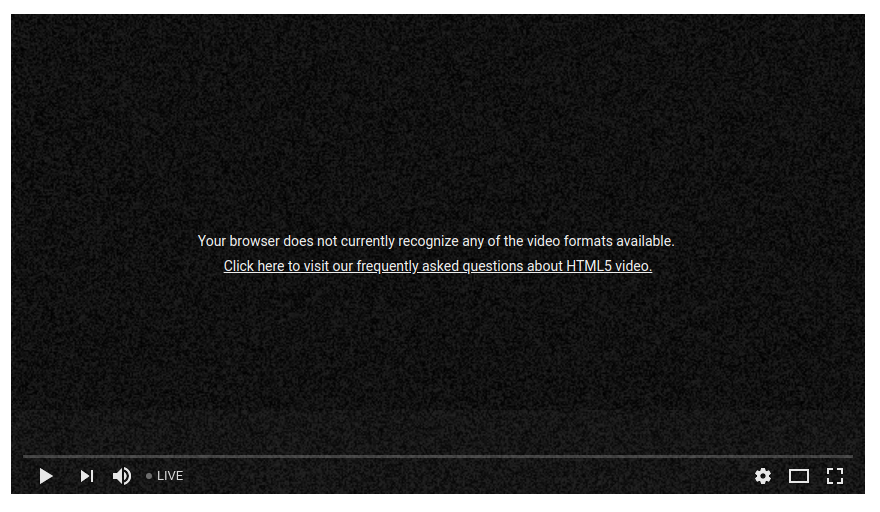 Your browser does not currently recognize any of the video formats available.
Click here to visit our frequently asked questions about HTML5 video.
LIVE